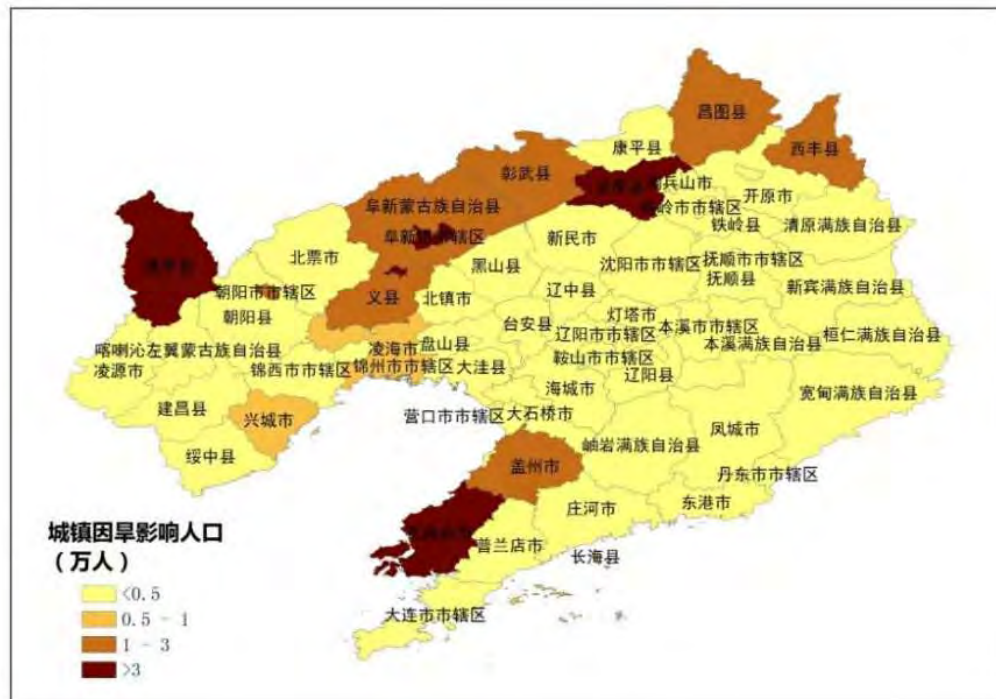 昌图县
康平县
西丰县
彰武县
开原市
阜新蒙古族自治县
铁岭县
清原满族自治县
新民市
北票市
黑山县
沈阳市市辖区
抚顺市市辖区
抚顺县
朝阳市市辖区
义县
北镇市
辽中县
新宾满族自治县
朝阳县
灯塔市
台安县
本溪市市辖区
桓仁满族自治县
辽阳市市辖区
本溪满族自治县
喀喇沁左翼蒙古族自治县
凌海市
盘山县
凌源市
锦西市市辖区
锦州市市辖区
大洼县
鞍山市市辖区
辽阳县
海城市
宽甸满族自治县
建昌县
兴城市
营口市市辖区
大石桥市
凤城市
绥中县
岫岩满族自治县
盖州市
丹东市市辖区
庄河市
东港市
普兰店市
长海县
大连市市辖区
城镇因旱影响人口
（万人）
<0.5
0.5 - 1
1 - 3
>3